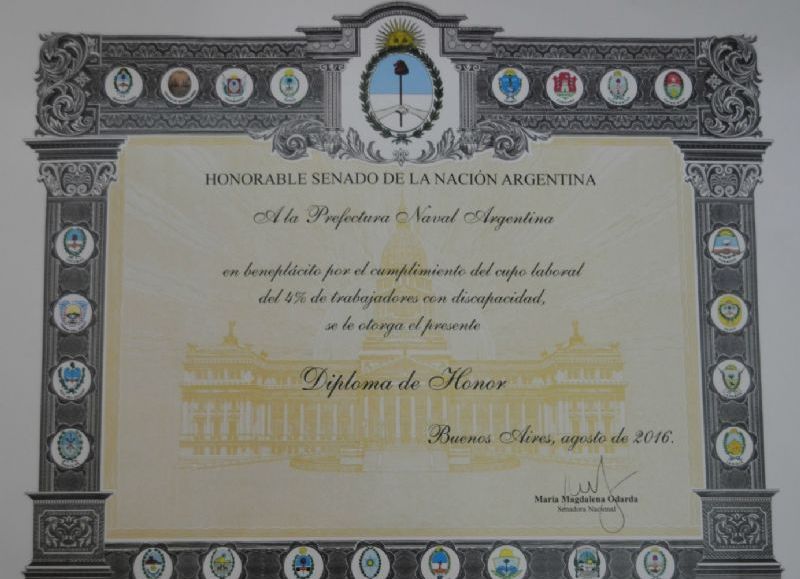 HONORABLE SENADO DE LA NACIÓN ARGENTINA
A la Prefectura Naval Argentina
en beneplácito por el cumplimiento del cupo laboral
del 4% de trabajadores con discapacidad,
se le otorga el presente
Diploma de Honor
Buenos Aires, agosto de 2016.
María Magdalena Odarda
Senadora Nacional